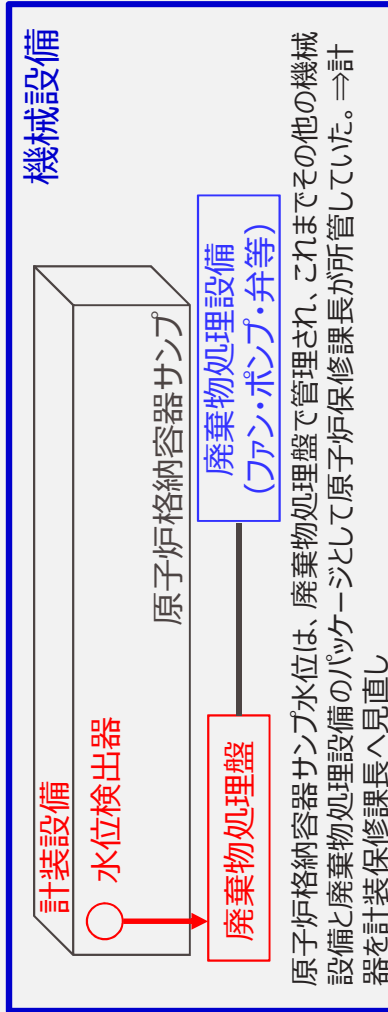 機械設備
計装設備
水位検出器
原子炉格納容器サンプ
廃棄物処理盤
廃棄物処理設備
(ファン・ポンプ・弁等)
原子炉格納容器サンプ水位は、廃棄物処理盤で管理され、これまでその他の機械
設備と廃棄物処理設備のパッケージとして原子炉保修課長が所管していた。⇒計
器を計装保修課長へ見直し